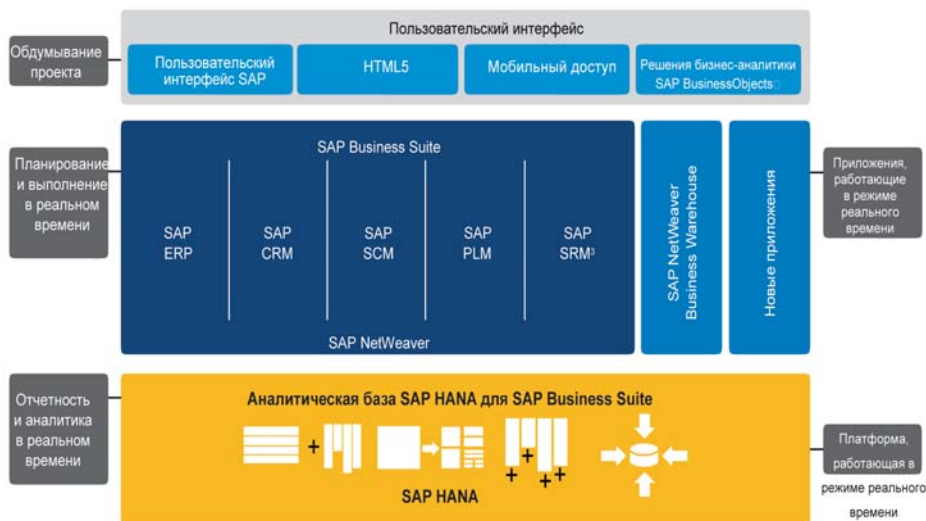 Пользовательский интерфейс
Обдумывание
проекта
Пользовательский
интерфейс SAP
HTML5
Мобильный доступ
Решения бизнес-аналитики
SAP BusinessObjects
Планирование
и выполнение
в реальном
времени
SAP Business Suite
SAP
ERP
SAP
CRM
SAP
SCM
SAP
PLM
SAP
SRM³
SAP NetWeaver
SAP NetWeaver
Business Warehouse
Новые приложения
Приложения,
работающие
в режиме
реального
времени
Отчетность
и аналитика
в реальном
времени
Аналитическая база SAP HANA для SAP Business Suite
SAP HANA
Платформа,
работающая в
режиме реального
времени